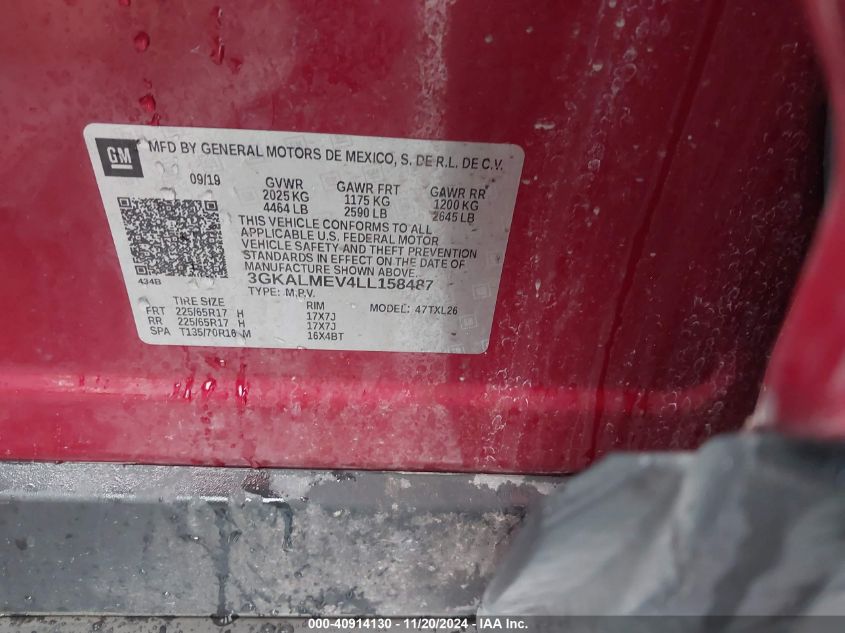 GM
MFD BY GENERAL MOTORS DE MEXICO, S. DE R.L. DE C.V.
09/19 GVWR GAWR FRT GAWR RR
2025 KG 1175 KG 1200 KG
4464 LB 2590 LB 2645 LB
THIS VEHICLE CONFORMS TO ALL
APPLICABLE U.S. FEDERAL MOTOR
VEHICLE SAFETY AND THEFT PREVENTION
STANDARDS IN EFFECT ON THE DATE OF
MANUFACTURE SHOWN ABOVE.
434B 3GKALMEV4LL158487
TYPE: M.P.V. MODEL: 47TXL26
TIRE SIZE RIM
FRT 225/65R17 H 17X7J
RR 225/65R17 H 17X7J
SPA T135/70R16 M 16X4BT
000-40914130 - 11/20/2024 - IAA Inc.